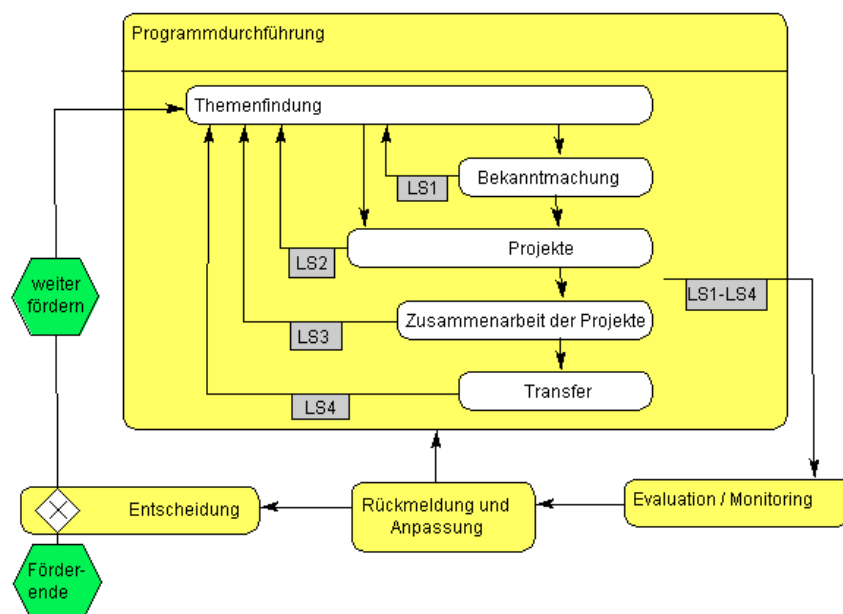 Programmdurchführung
Themenfindung
LS1
Bekanntmachung
LS2
Projekte
weiter
fördern
LS1-LS4
LS3
Zusammenarbeit der Projekte
LS4
Transfer
Entscheidung
Rückmeldung und
Anpassung
Evaluation / Monitoring
Förder-
ende